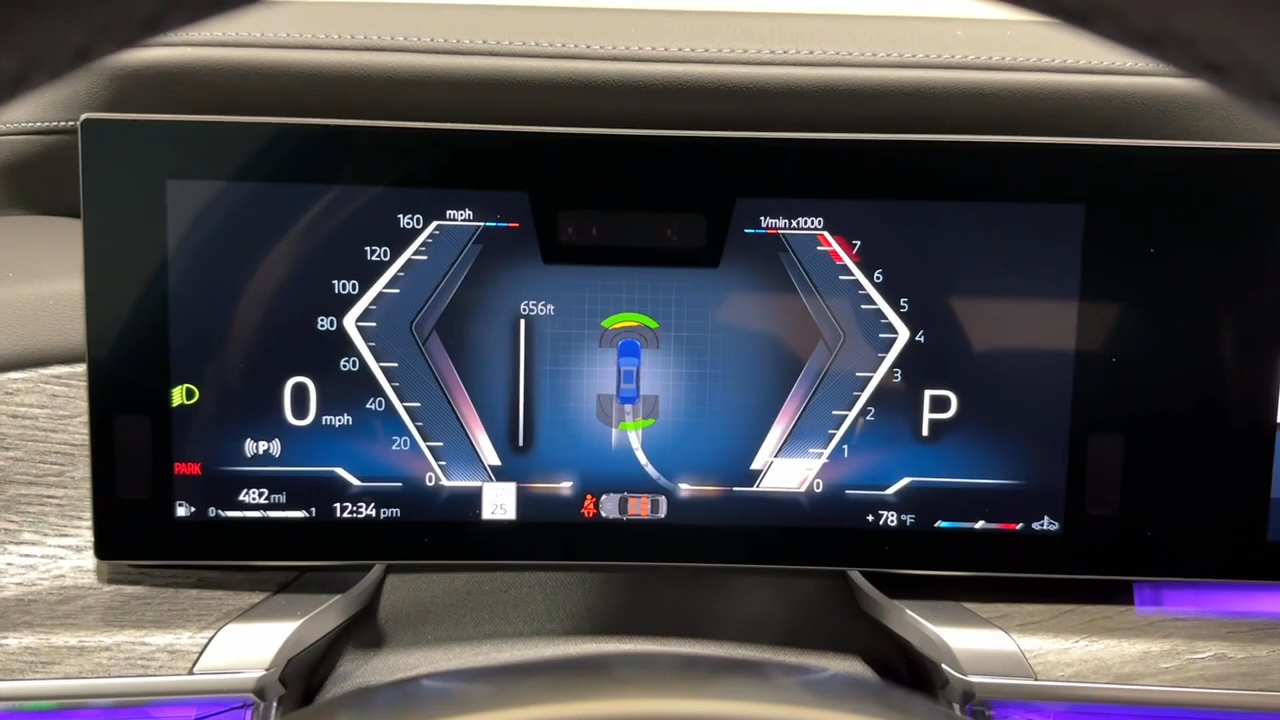 mph
160
120
100
80
60
40
20
0
0 mph
(P)
PARK
482 mi
0 1
12:34 pm
25
656ft
1/min x1000
7
6
5
4
3
2
1
0
P
+ 78 °F